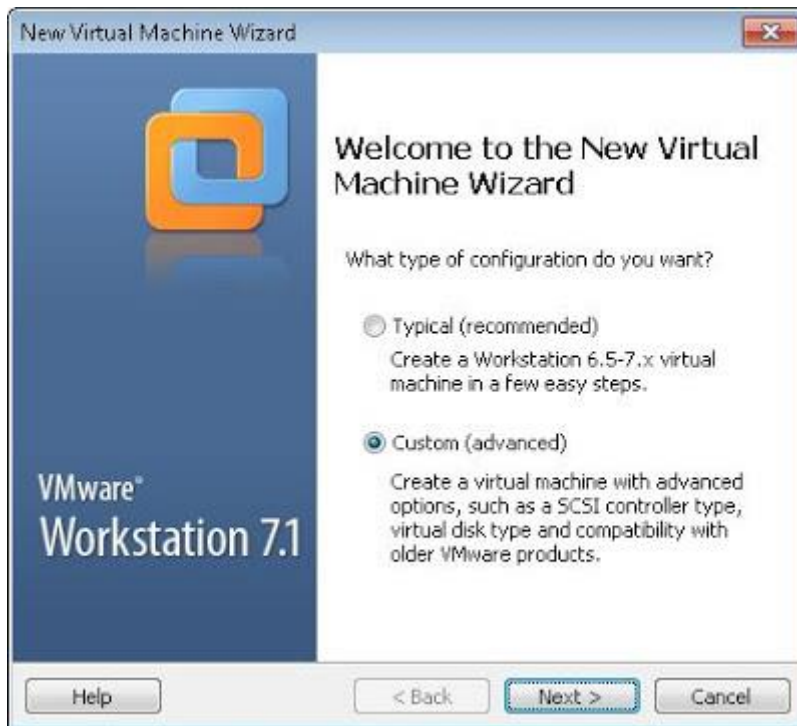 New Virtual Machine Wizard
Welcome to the New Virtual
Machine Wizard
What type of configuration do you want?
Typical (recommended)
Create a Workstation 6.5-7.x virtual
machine in a few easy steps.
Custom (advanced)
Create a virtual machine with advanced
options, such as a SCSI controller type,
virtual disk type and compatibility with
older VMware products.
VMware®
Workstation 7.1
Help
< Back
Next >
Cancel